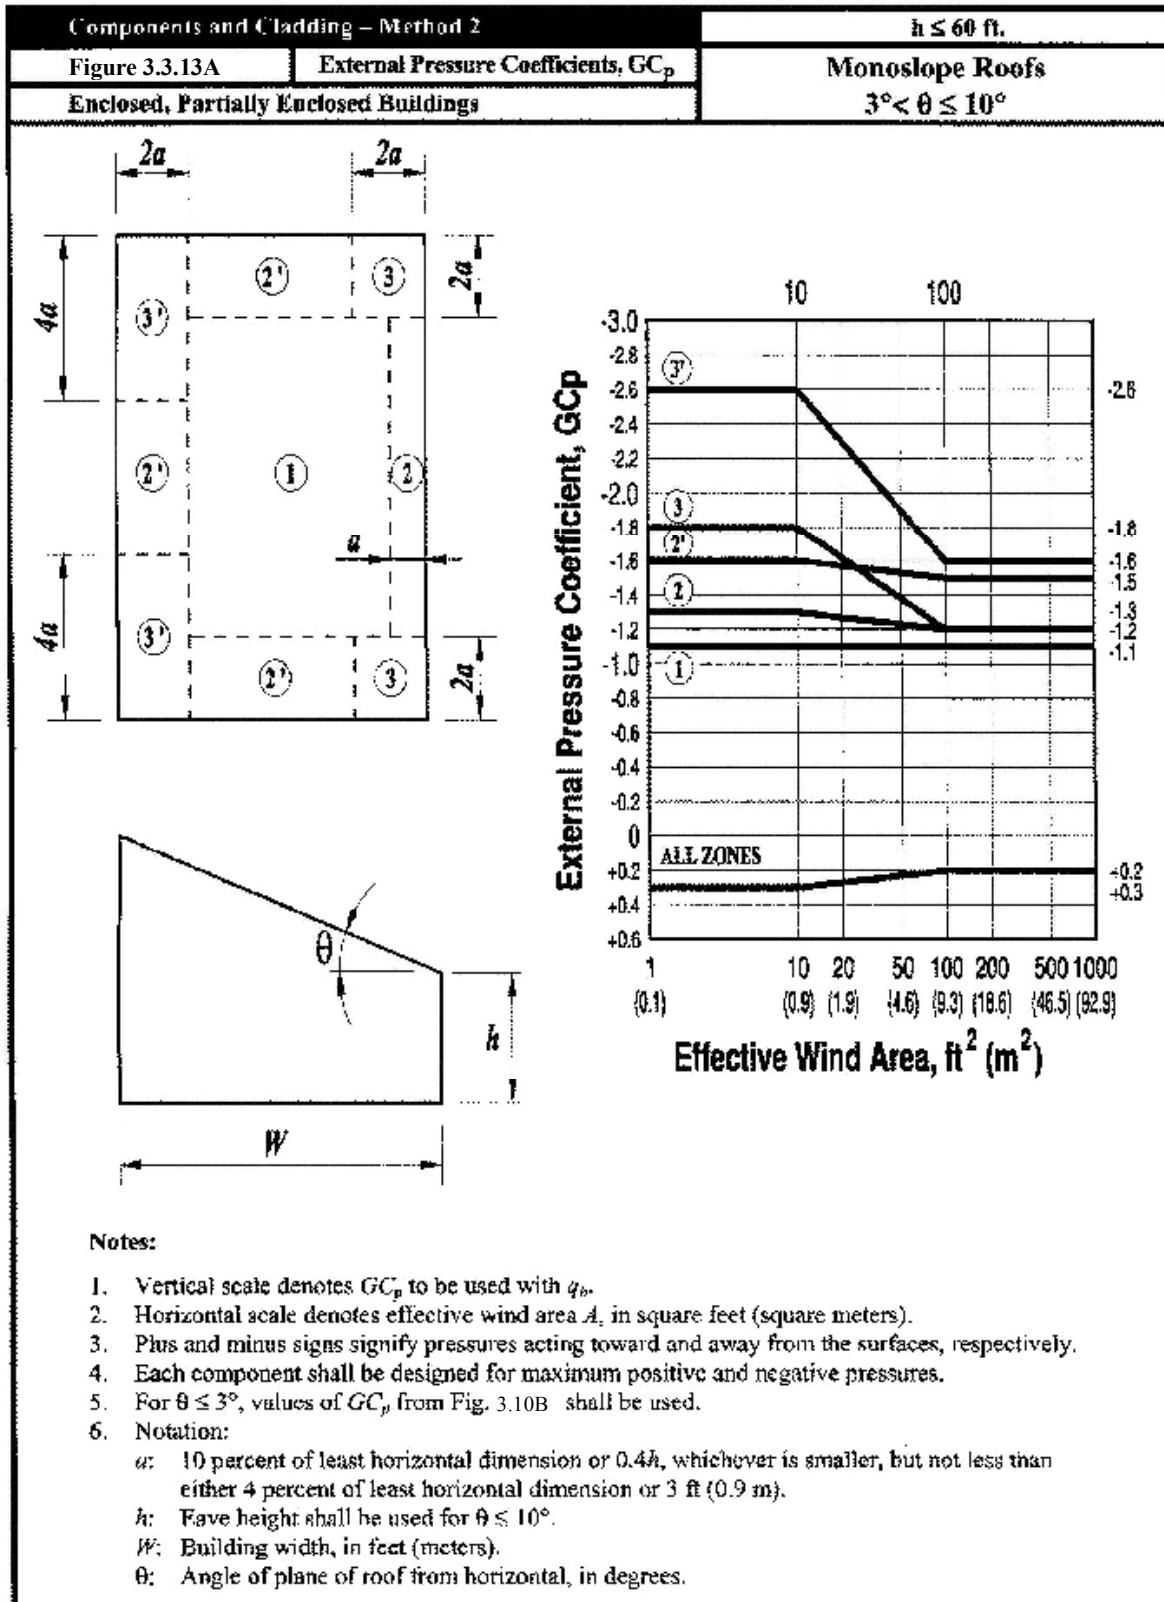 Components and Cladding – Method 2
h ≤ 60 ft.
Figure 3.3.13A
External Pressure Coefficients, GCp
Monoslope Roofs
3° < θ ≤ 10°
Enclosed, Partially Enclosed Buildings
2a
2a
4a
3'
2'
3
2a
2'
1
2
a
4a
3'
2'
3
2a
θ
h
W
10
100
External Pressure Coefficient, GCp
-3.0
-2.8
-2.6
-2.4
-2.2
-2.0
-1.8
-1.6
-1.4
-1.2
-1.0
-0.8
-0.6
-0.4
-0.2
0
+0.2
+0.4
+0.6
3'
3
2'
2
1
ALL ZONES
-2.6
-1.8
-1.6
-1.5
-1.3
-1.2
-1.1
+0.2
+0.3
1 10 20 50 100 200 500 1000
(0.1) (0.9) (1.9) (4.6) (9.3) (18.6) (46.5) (92.9)
Effective Wind Area, ft² (m²)
Notes:
1. Vertical scale denotes GCp to be used with qh.
2. Horizontal scale denotes effective wind area A, in square feet (square meters).
3. Plus and minus signs signify pressures acting toward and away from the surfaces, respectively.
4. Each component shall be designed for maximum positive and negative pressures.
5. For θ ≤ 3°, values of GCp from Fig. 3.10B shall be used.
6. Notation:
a: 10 percent of least horizontal dimension or 0.4h, whichever is smaller, but not less than
either 4 percent of least horizontal dimension or 3 ft (0.9 m).
h: Eave height shall be used for θ ≤ 10°.
W: Building width, in feet (meters).
θ: Angle of plane of roof from horizontal, in degrees.